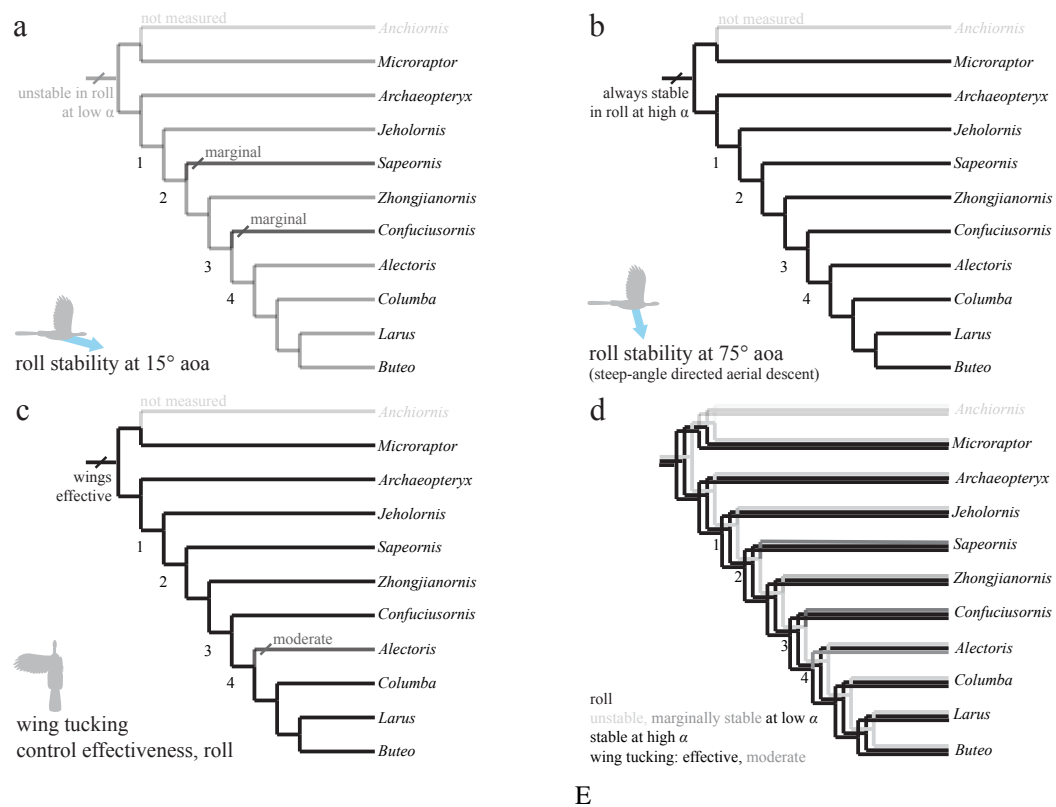 a
not measured
Anchiornis
Microraptor
unstable in roll
at low α
Archaeopteryx
Jeholornis
1
marginal
Sapeornis
2
Zhongjianornis
marginal
Confuciusornis
3
Alectoris
4
Columba
Larus
roll stability at 15° aoa
Buteo
b
not measured
Anchiornis
Microraptor
always stable
in roll at high α
Archaeopteryx
Jeholornis
1
Sapeornis
2
Zhongjianornis
Confuciusornis
3
Alectoris
4
Columba
Larus
roll stability at 75° aoa
(steep-angle directed aerial descent)
Buteo
c
not measured
Anchiornis
Microraptor
wings
effective
Archaeopteryx
Jeholornis
1
Sapeornis
2
Zhongjianornis
Confuciusornis
3
moderate
Alectoris
4
Columba
Larus
wing tucking
control effectiveness, roll
Buteo
d
Anchiornis
Microraptor
Archaeopteryx
Jeholornis
1
Sapeornis
2
Zhongjianornis
Confuciusornis
3
Alectoris
4
Columba
roll
unstable, marginally stable at low α
Larus
stable at high α
wing tucking: effective, moderate
Buteo
E